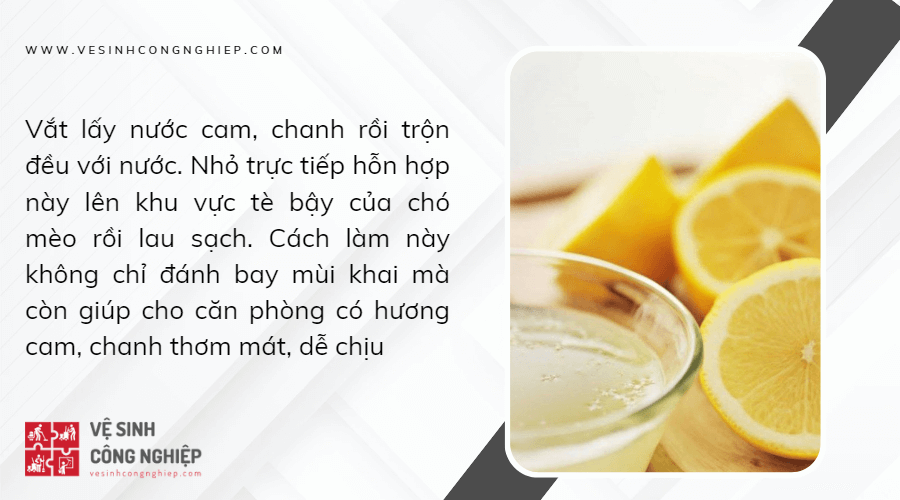 WWW.VESINHCONGNGHIEP.COM
Vắt lấy nước cam, chanh rồi trộn
đều với nước. Nhỏ trực tiếp hỗn hợp
này lên khu vực tè bậy của chó
mèo rồi lau sạch. Cách làm này
không chỉ đánh bay mùi khai mà
còn giúp cho căn phòng có hương
cam, chanh thơm mát, dễ chịu
VỆ SINH
CÔNG NGHIỆP
vesinhcongnghiep.com